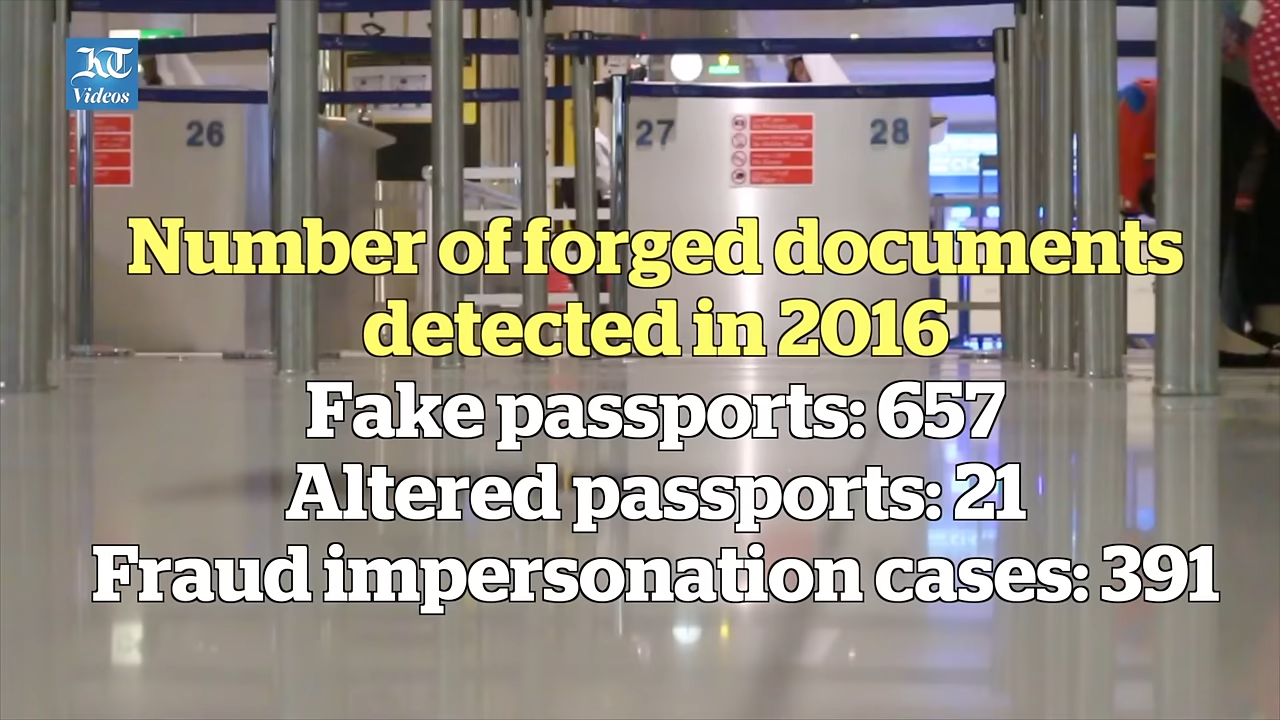 KT
Videos
26
27
28
Number of forged documents
detected in 2016
Fake passports: 657
Altered passports: 21
Fraud impersonation cases: 391